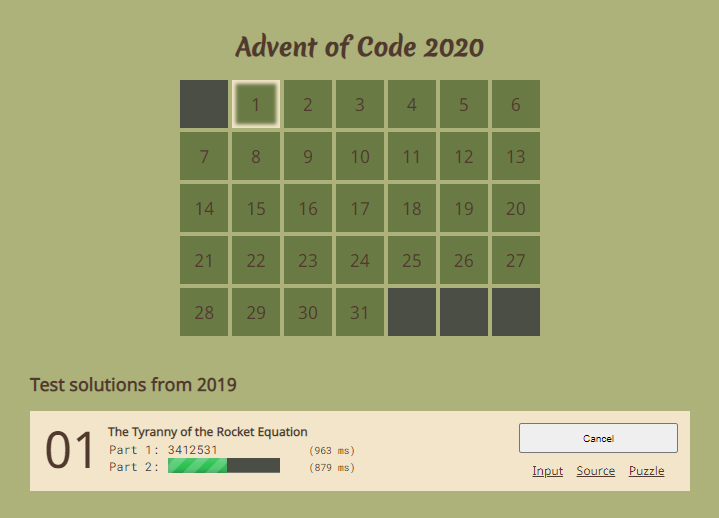 Advent of Code 2020
1 2 3 4 5 6
7 8 9 10 11 12 13
14 15 16 17 18 19 20
21 22 23 24 25 26 27
28 29 30 31
Test solutions from 2019
01
The Tyranny of the Rocket Equation
Part 1: 3412531 (963 ms)
Part 2: (879 ms)
Cancel
Input Source Puzzle